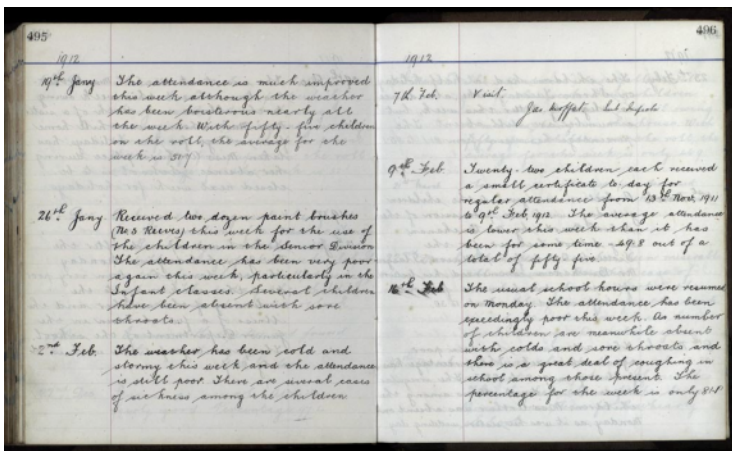 495
1912
19th Jany The attendance is much improved
this week although the weather
has been boisterous nearly all
the week With fifty-five children
on the roll, the average for the
week is 50.7
26th Jany Received two dozen paint brushes
(No 3 Reeves) this week for the use of
the children in the Senior Division
The attendance has been very poor
again this week, particularly in the
Infant classes. Several children
have been absent with sore
throats.
2nd Feb. The weather has been cold and
stormy this week and the attendance
is still poor. There are several cases
of sickness among the children
496
1912
7th Feb. Visit.
Jas Moffat,
9th Feb. Twenty-two children each received
a small certificate to-day for
regular attendance from 13th Nov. 1911
to 9th Feb. 1912. The average attendance
is lower this week than it has
been for some time - 49.8 out of a
total of fifty-five
16th Feb The usual school hours were resumed
on Monday. The attendance has been
exceedingly poor this week. As number
of children are meanwhile absent
with colds and sore throats and
there is a great deal of coughing in
school among those present. The
percentage for the week is only 81.8